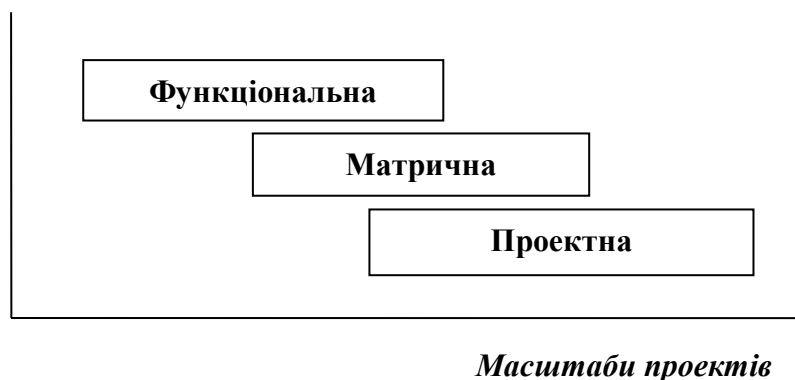 Функціональна
Матрична
Проектна
Масштаби проектів